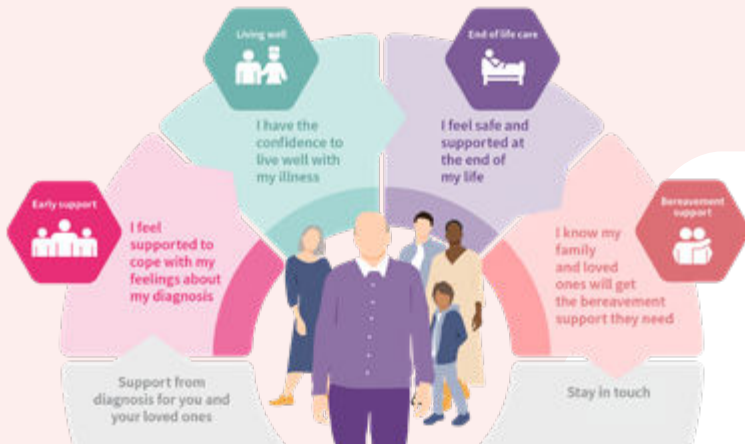 Early support
I feel
supported to
cope with my
feelings about
my diagnosis
Living well
I have the
confidence to
live well with
my illness
End of life care
I feel safe and
supported at
the end of
my life
Bereavement
support
I know my
family
and loved
ones will get
the bereavement
support they need
Support from
diagnosis for you and
your loved ones
Stay in touch